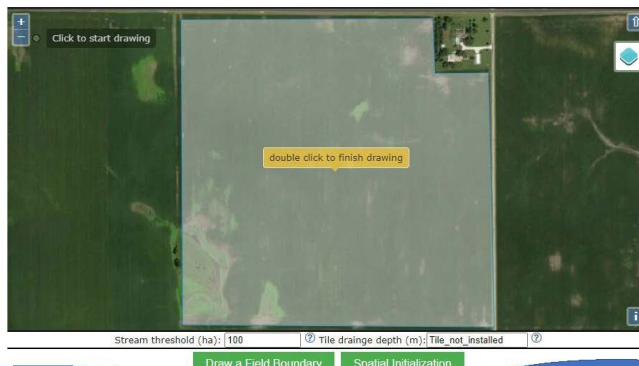 +
−
Click to start drawing
double click to finish drawing
i
Stream threshold (ha): 100 ? Tile drainge depth (m): Tile_not_installed ?
Draw a Field Boundary Spatial Initialization